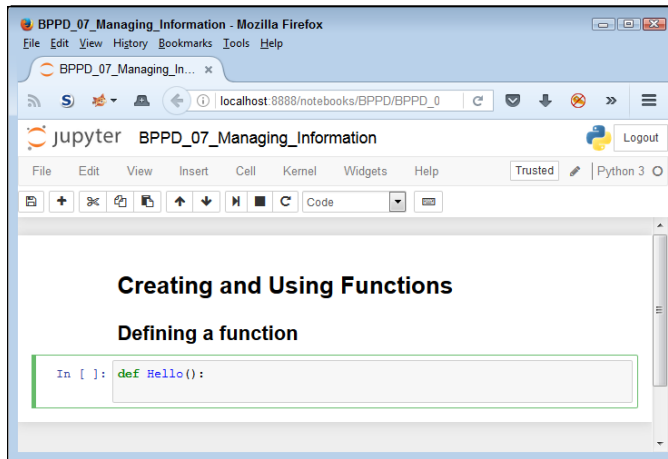 BPPD_07_Managing_Information - Mozilla Firefox
File Edit View History Bookmarks Tools Help
BPPD_07_Managing_In... ×
localhost:8888/notebooks/BPPD/BPPD_0
jupyter BPPD_07_Managing_Information Logout
File Edit View Insert Cell Kernel Widgets Help Trusted Python 3
Code
Creating and Using Functions
Defining a function
In [ ]: def Hello():